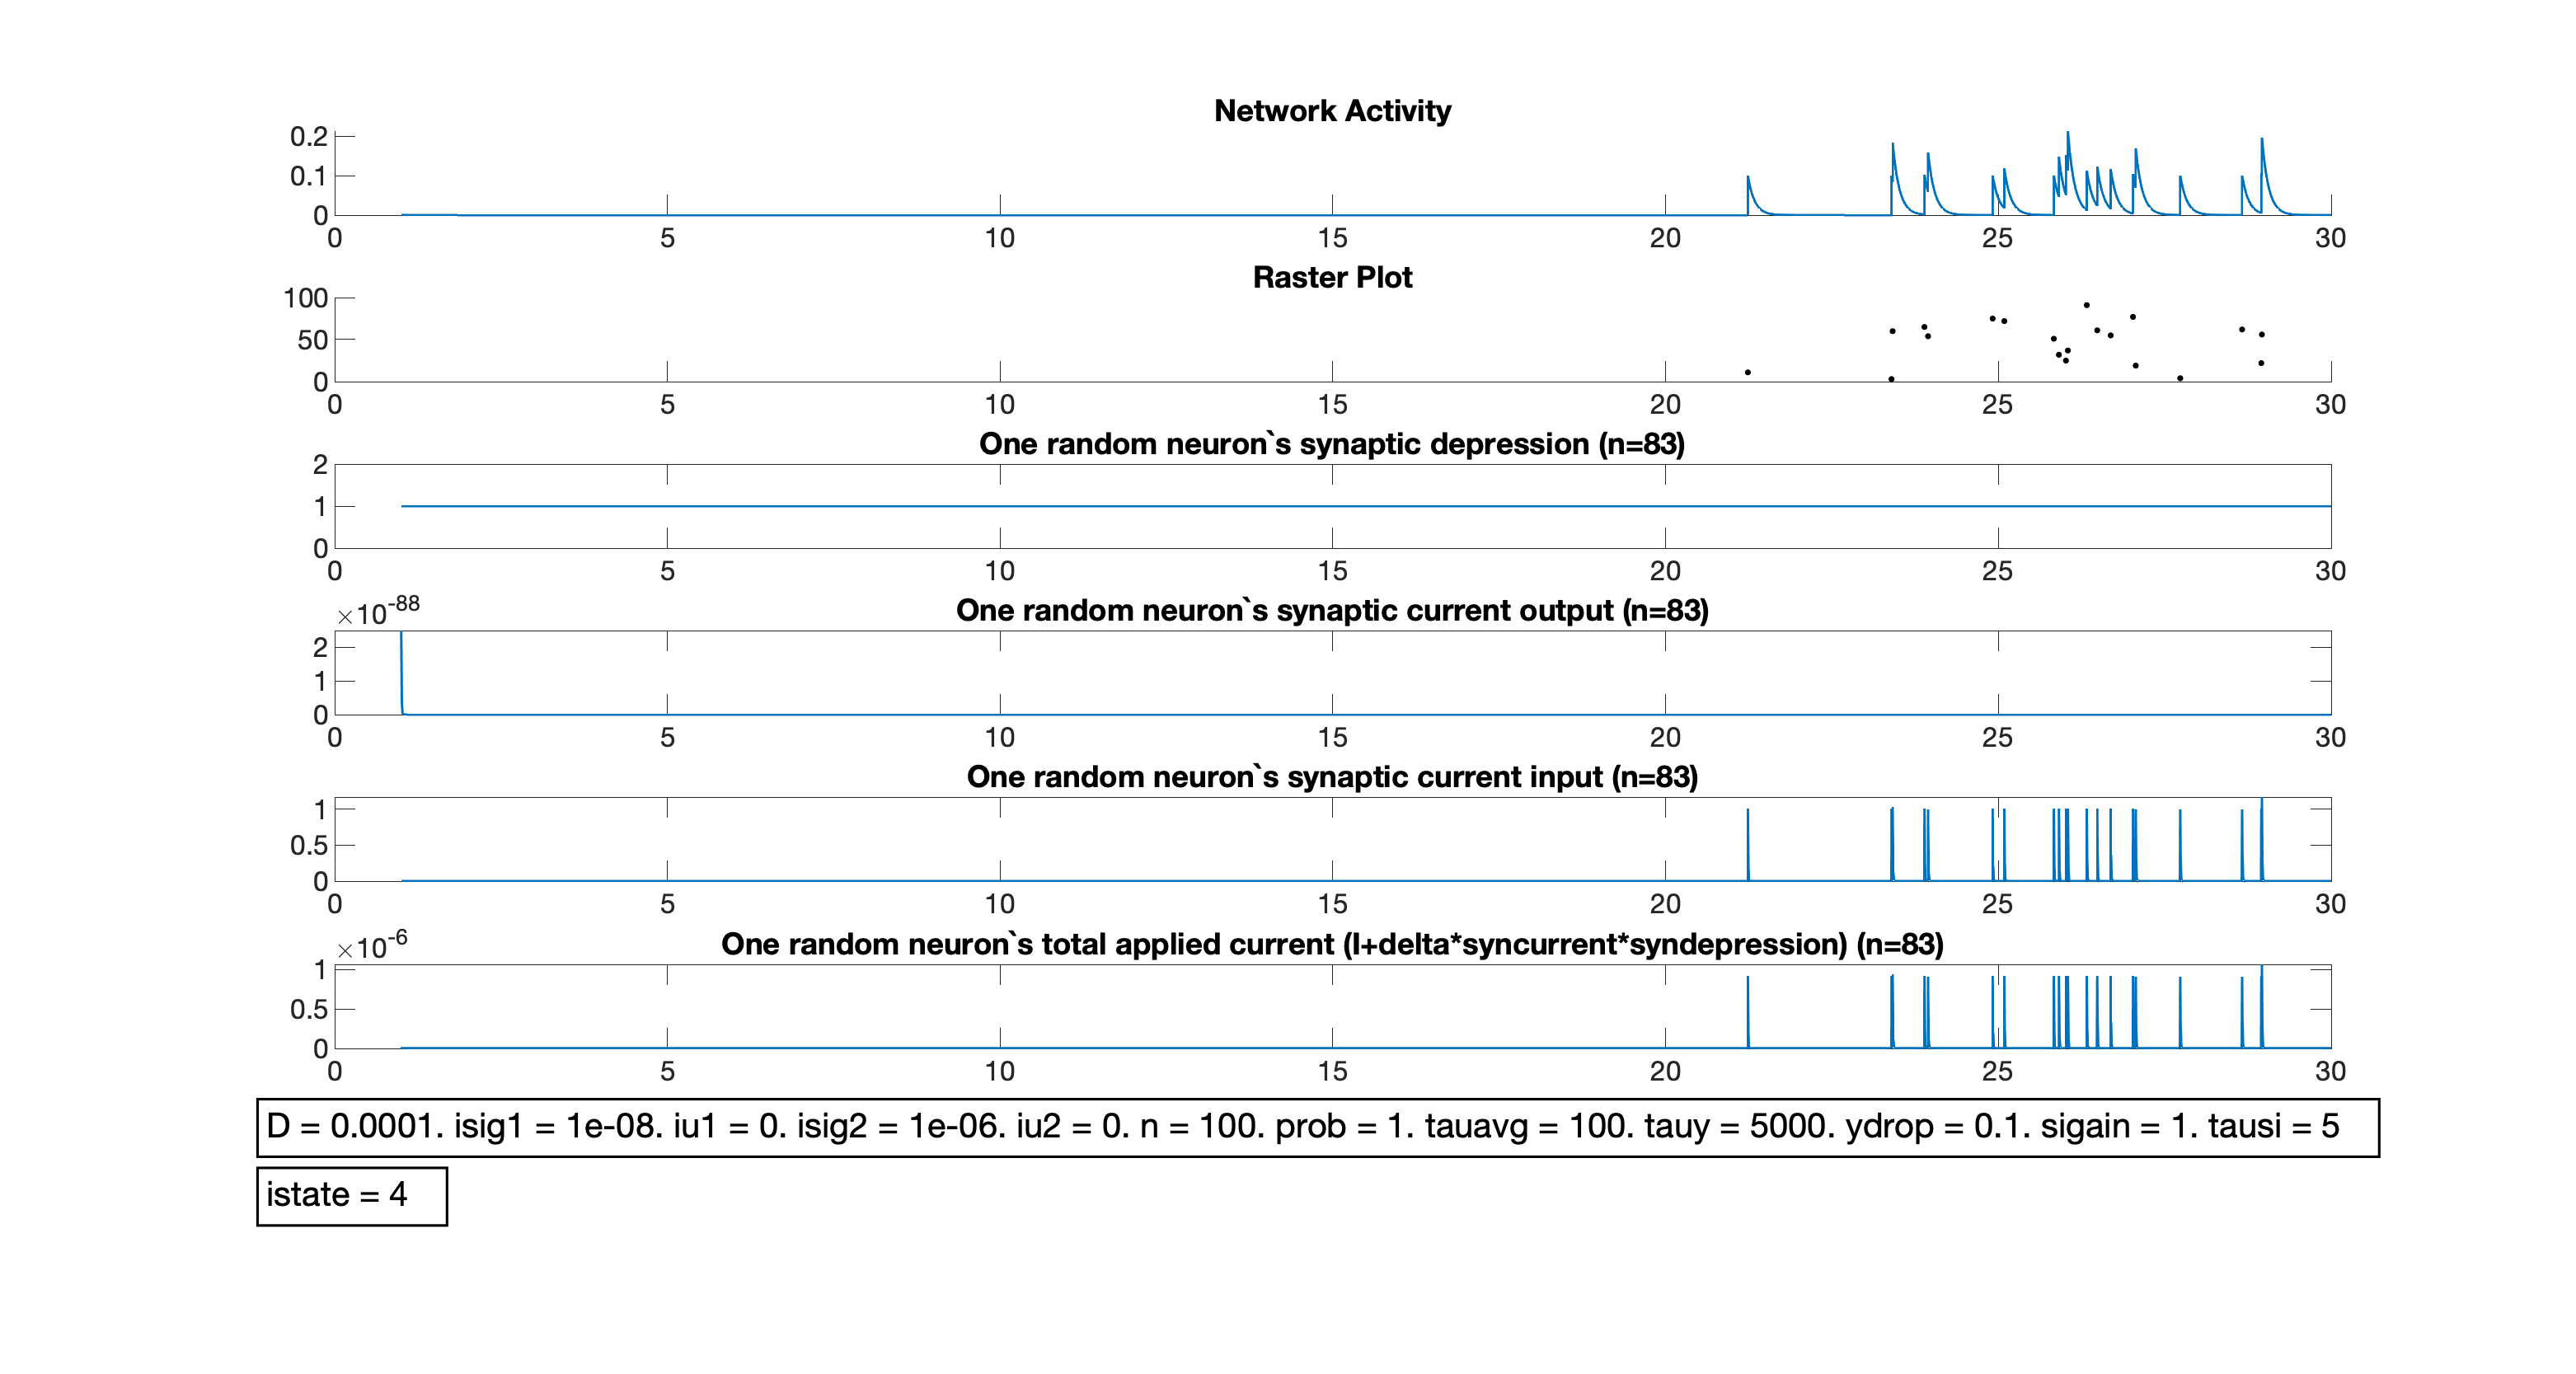 Network Activity
0.2
0.1
0
0 5 10 15 20 25 30
Raster Plot
100
50
0
0 5 10 15 20 25 30
One random neuron`s synaptic depression (n=83)
2
1
0
0 5 10 15 20 25 30
×10-88
One random neuron`s synaptic current output (n=83)
2
1
0
0 5 10 15 20 25 30
One random neuron`s synaptic current input (n=83)
1
0.5
0
0 5 10 15 20 25 30
×10-6
One random neuron`s total applied current (I+delta*syncurrent*syndepression) (n=83)
1
0.5
0
0 5 10 15 20 25 30
D = 0.0001. isig1 = 1e-08. iu1 = 0. isig2 = 1e-06. iu2 = 0. n = 100. prob = 1. tauavg = 100. tauy = 5000. ydrop = 0.1. sigain = 1. tausi = 5
istate = 4